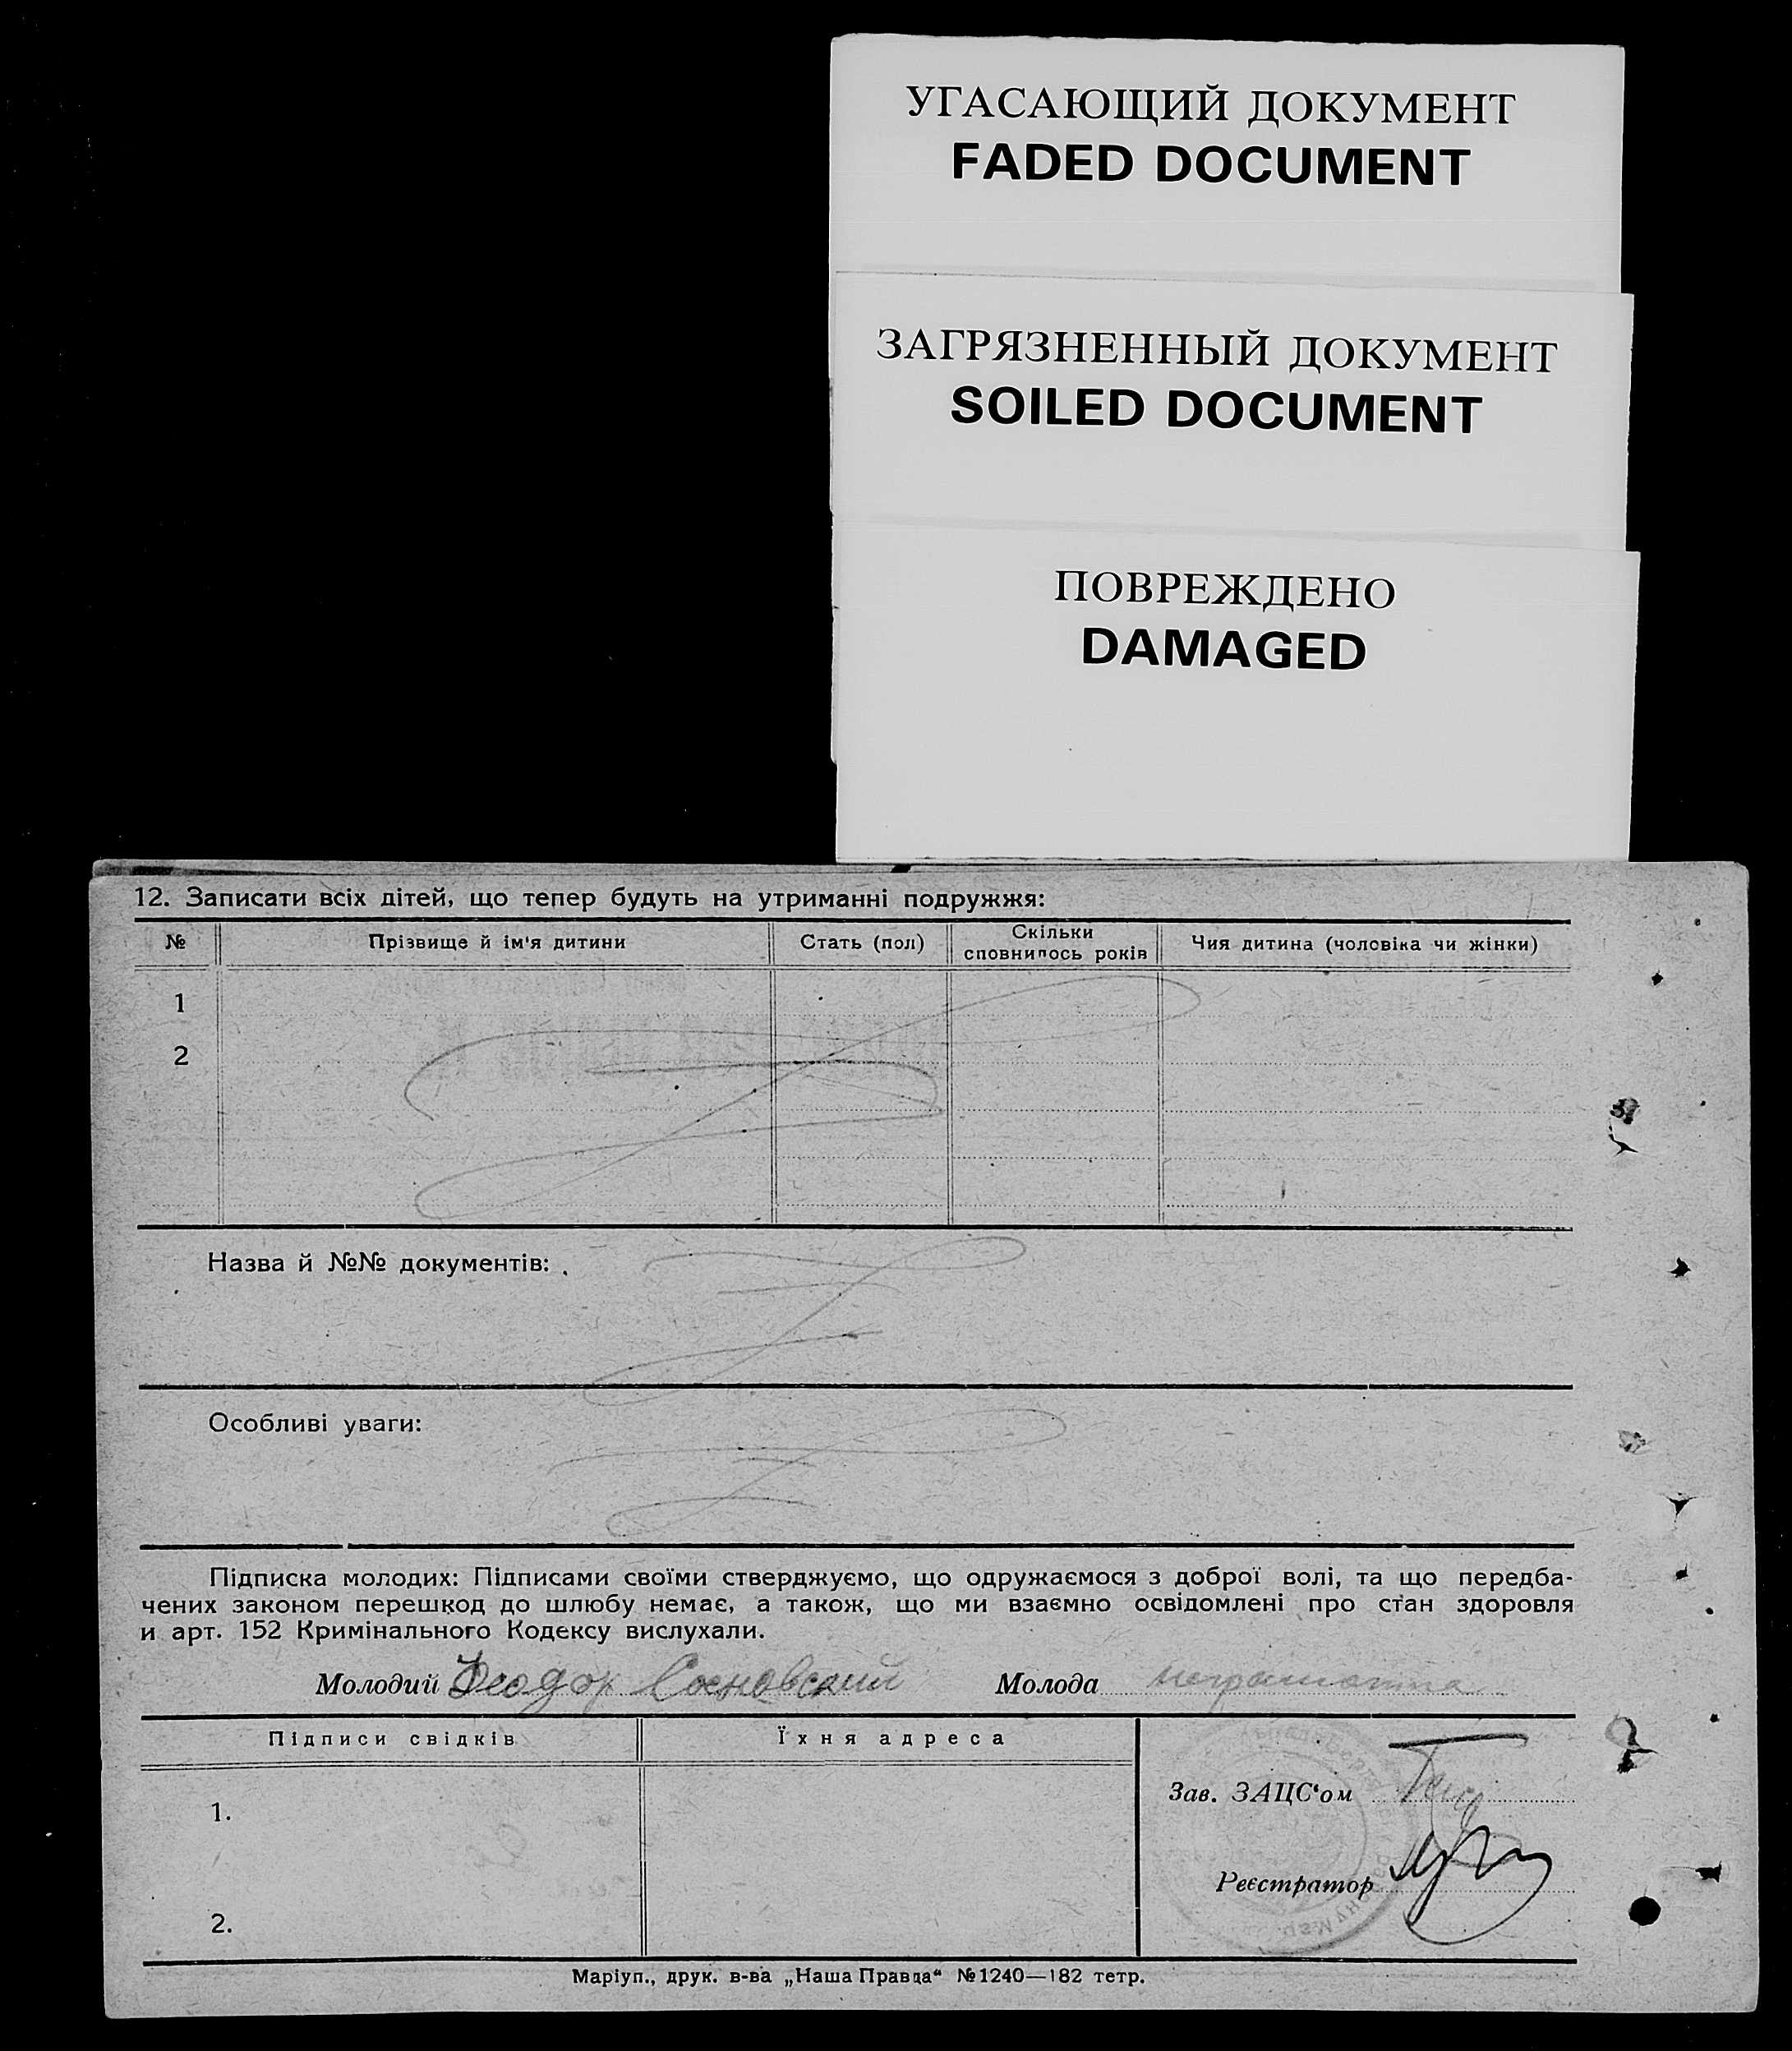 УГАСАЮЩИЙ ДОКУМЕНТ
FADED DOCUMENT
ЗАГРЯЗНЕННЫЙ ДОКУМЕНТ
SOILED DOCUMENT
ПОВРЕЖДЕНО
DAMAGED
12. Записати всіх дітей, що тепер будуть на утриманні подружжя:
№ Прізвище й ім'я дитини Стать (пол) Скільки сповнилось років Чия дитина (чоловіка чи жінки)
1
2
Назва й №№ документів:
Особливі уваги:
Підписка молодих: Підписами своїми стверджуємо, що одружаємося з доброї волі, та що передба-
чених законом перешкод до шлюбу немає, а також, що ми взаємно освідомлені про стан здоровля
и арт. 152 Кримінального Кодексу вислухали.
Молодий Феодор Сосновский Молода неграмотна
Підписи свідків Їхня адреса
Зав. ЗАЦС‘ом
1.
Реєстратор
2.
Маріуп., друк. в-ва „Наша Правда“ №1240—182 тетр.